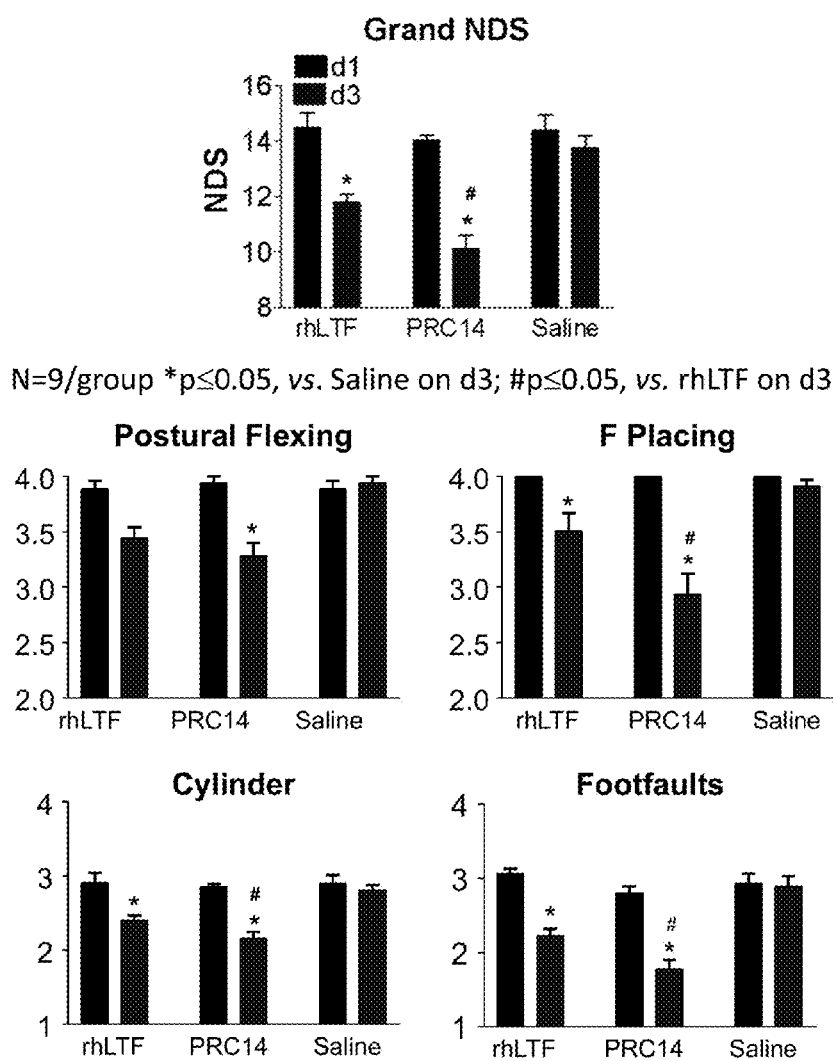 Grand NDS
d1
d3
16
14
12
10
8
NDS
*
#
*
rhLTF PRC14 Saline
N=9/group *p≤0.05, vs. Saline on d3; #p≤0.05, vs. rhLTF on d3
Postural Flexing
4.0
3.5
3.0
2.5
2.0
*
rhLTF PRC14 Saline
F Placing
4.0
3.5
3.0
2.5
2.0
*
#
*
rhLTF PRC14 Saline
Cylinder
4
3
2
1
*
#
*
rhLTF PRC14 Saline
Footfaults
4
3
2
1
*
#
*
rhLTF PRC14 Saline